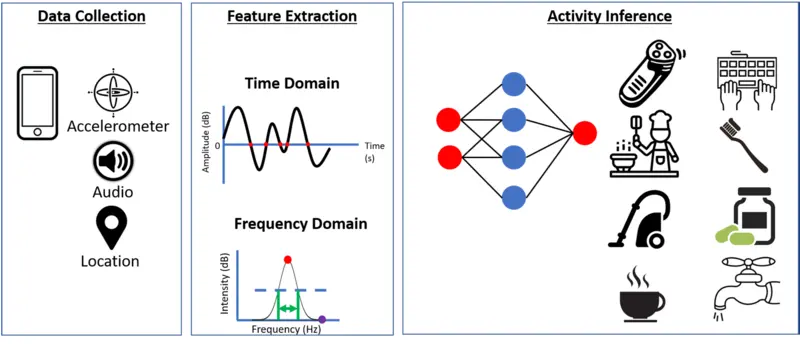 Data Collection
Accelerometer
Audio
Location
Feature Extraction
Time Domain
Amplitude (dB)
0
Time
(s)
Frequency Domain
Intensity (dB)
Frequency (Hz)
Activity Inference